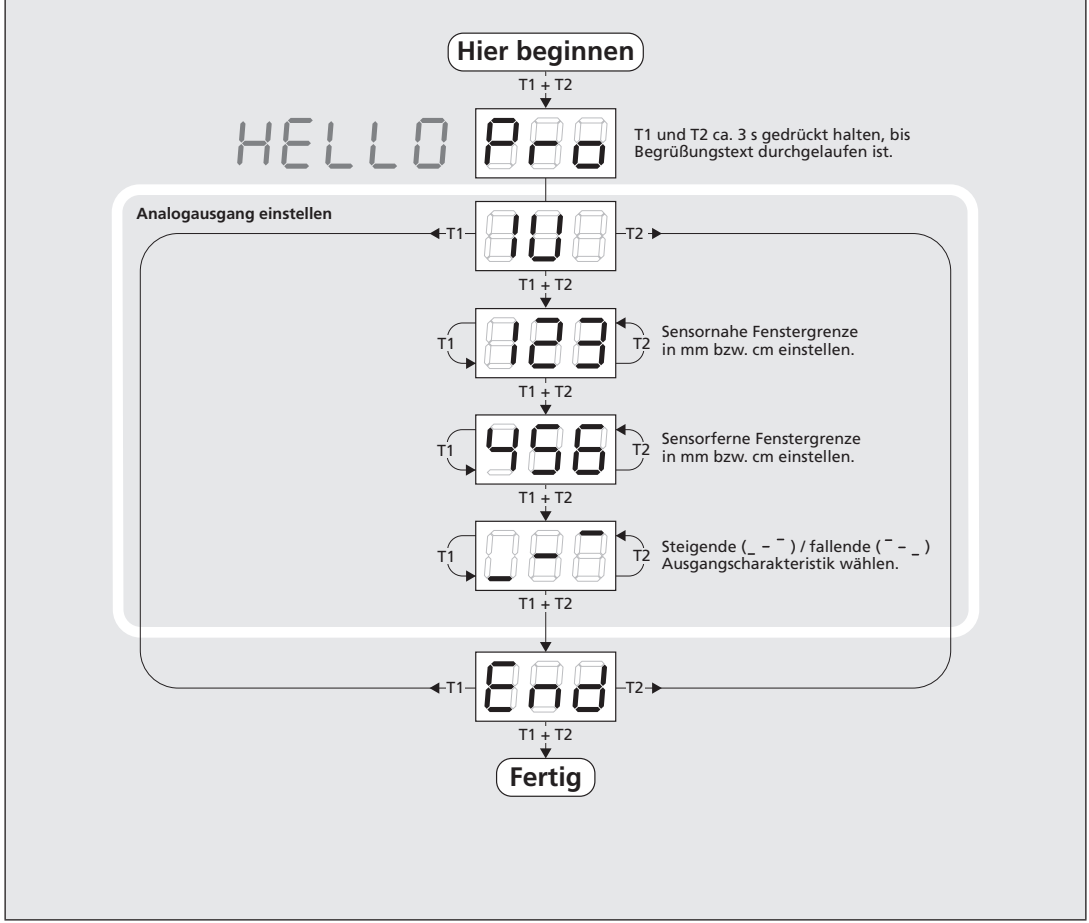 Hier beginnen
T1 + T2
HELLO Pro
T1 und T2 ca. 3 s gedrückt halten, bis
Begrüßungstext durchgelaufen ist.
Analogausgang einstellen
T1 IU T2
T1 + T2
T1 123 T2
Sensornahe Fenstergrenze
in mm bzw. cm einstellen.
T1 + T2
T1 456 T2
Sensorferne Fenstergrenze
in mm bzw. cm einstellen.
T1 + T2
T1 _ – ¯ T2
Steigende (_ – ¯) / fallende (¯ – _)
Ausgangscharakteristik wählen.
T1 + T2
T1 End T2
T1 + T2
Fertig